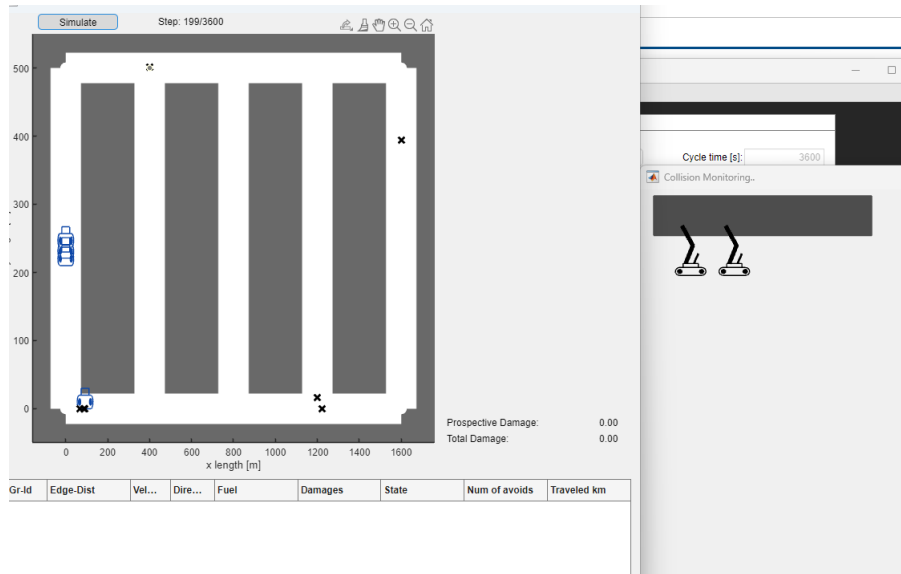 Simulate
Step: 199/3600
500
400
300
200
100
0
0 200 400 600 800 1000 1200 1400 1600
x length [m]
Prospective Damage: 0.00
Total Damage: 0.00
Gr-Id Edge-Dist Vel... Dire... Fuel Damages State Num of avoids Traveled km
Cycle time [s]: 3600
Collision Monitoring..